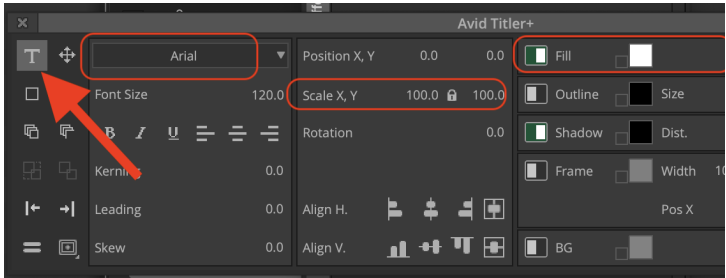 Avid Titler+
T
Arial
Position X, Y 0.0 0.0
Fill
Font Size 120.0
Scale X, Y 100.0 100.0
Outline Size
B I U
Rotation 0.0
Shadow Dist.
Kerning 0.0
Frame Width 10
Leading 0.0
Align H.
Pos X
Skew 0.0
Align V.
BG